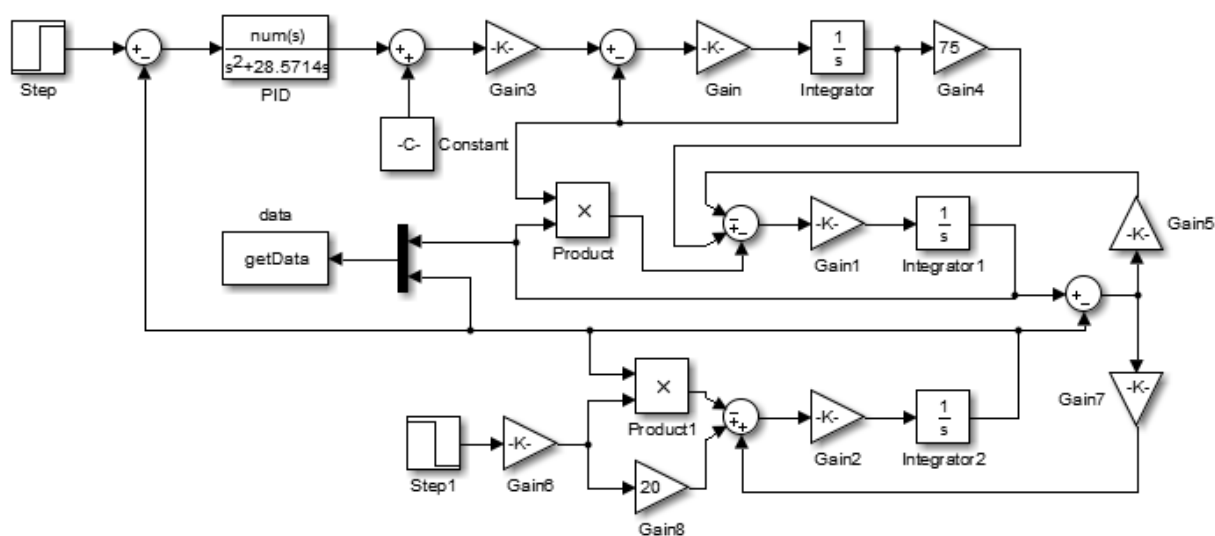 Step
+
-
num(s)
s²+28.5714s
PID
+
+
-C-
Constant
-K-
Gain3
+
-
-K-
Gain
1
s
Integrator
75
Gain4
data
getData
×
Product
-
+
-
-K-
Gain1
1
s
Integrator1
-K-
Gain5
+
-
Step1
-K-
Gain6
×
Product1
20
Gain8
-
+
+
-K-
Gain2
1
s
Integrator2
-K-
Gain7